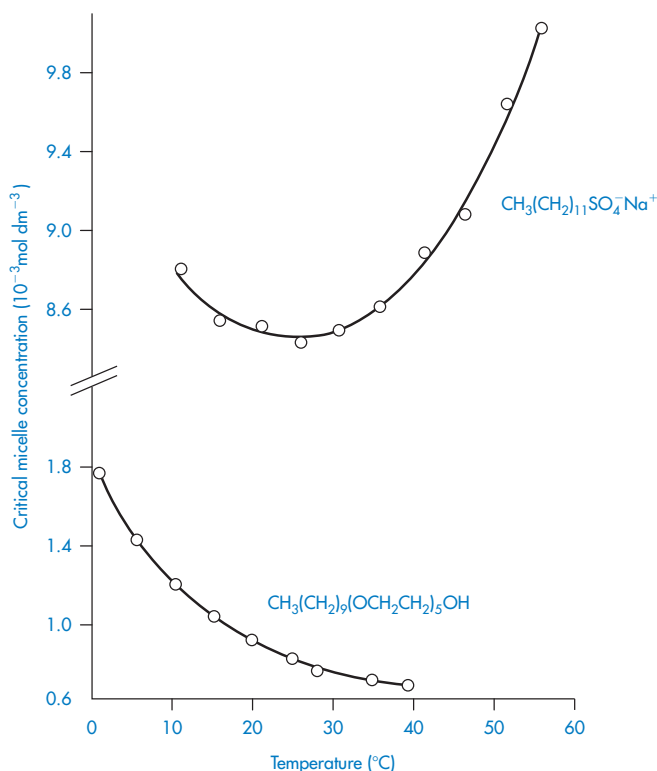 Critical micelle concentration (10⁻³mol dm⁻³)
9.8
9.4
9.0
8.6
1.8
1.4
1.0
0.6
CH₃(CH₂)₁₁SO₄⁻Na⁺
CH₃(CH₂)₉(OCH₂CH₂)₅OH
0 10 20 30 40 50 60
Temperature (°C)